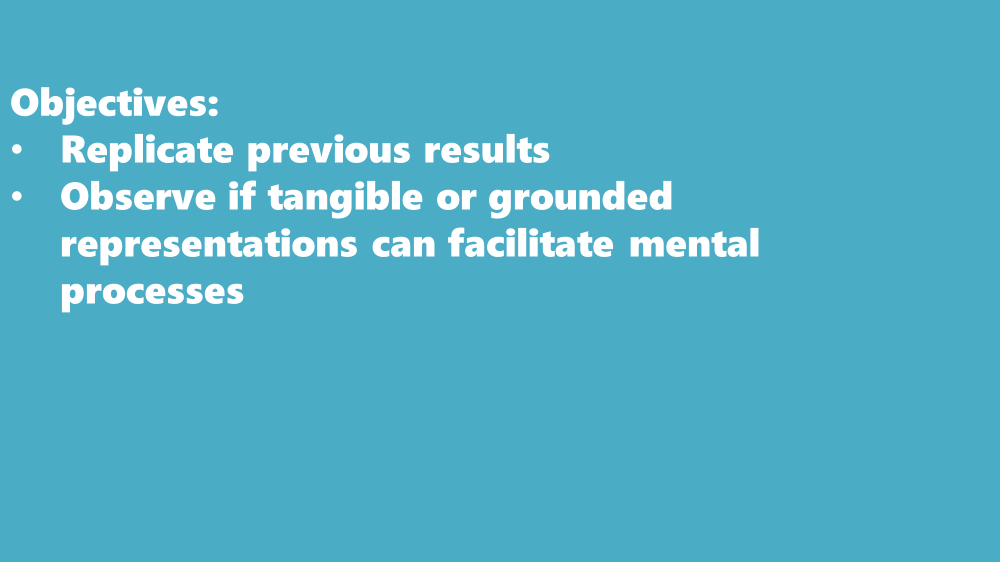 Objectives:
• Replicate previous results
• Observe if tangible or grounded
representations can facilitate mental
processes